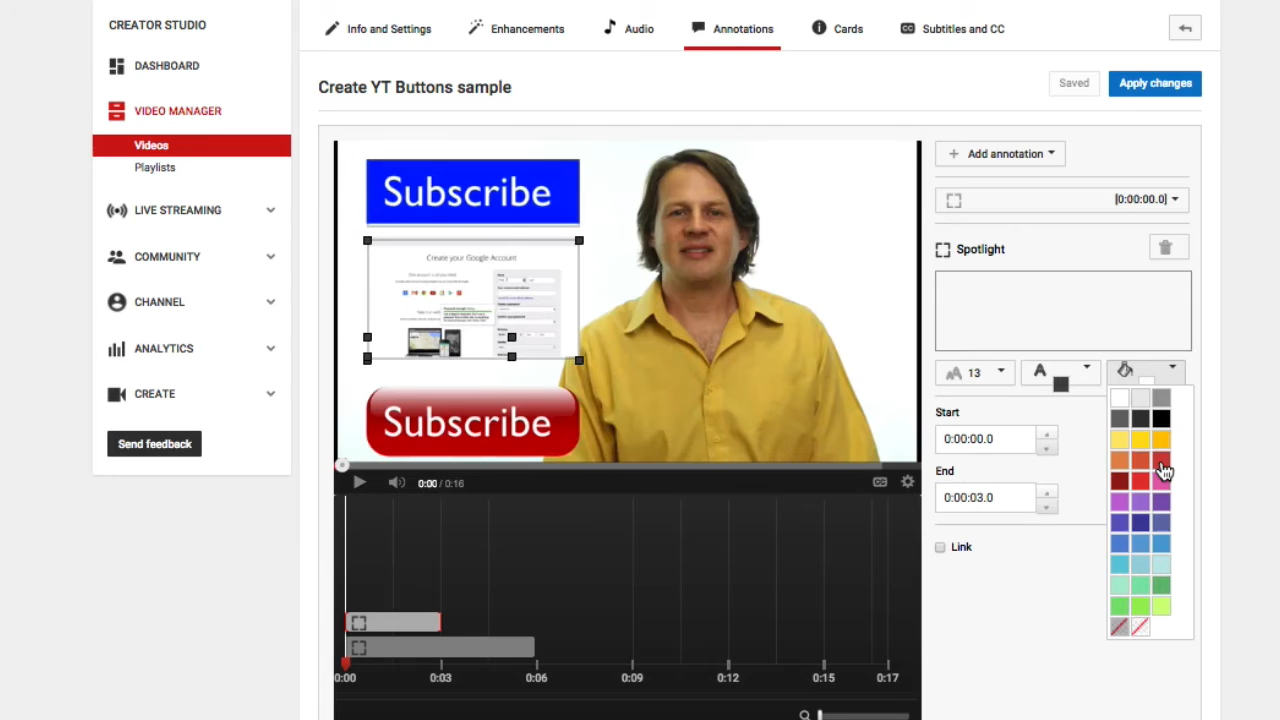 CREATOR STUDIO
DASHBOARD
VIDEO MANAGER
Videos
Playlists
LIVE STREAMING
COMMUNITY
CHANNEL
ANALYTICS
CREATE
Send feedback
Info and Settings
Enhancements
Audio
Annotations
Cards
CC Subtitles and CC
Create YT Buttons sample
Saved
Apply changes
Subscribe
Create your Google Account
Subscribe
0:00 / 0:16
CC
0:00 0:03 0:06 0:09 0:12 0:15 0:17
+ Add annotation
[0:00:00.0]
Spotlight
13
A
Start
0:00:00.0
End
0:00:03.0
Link